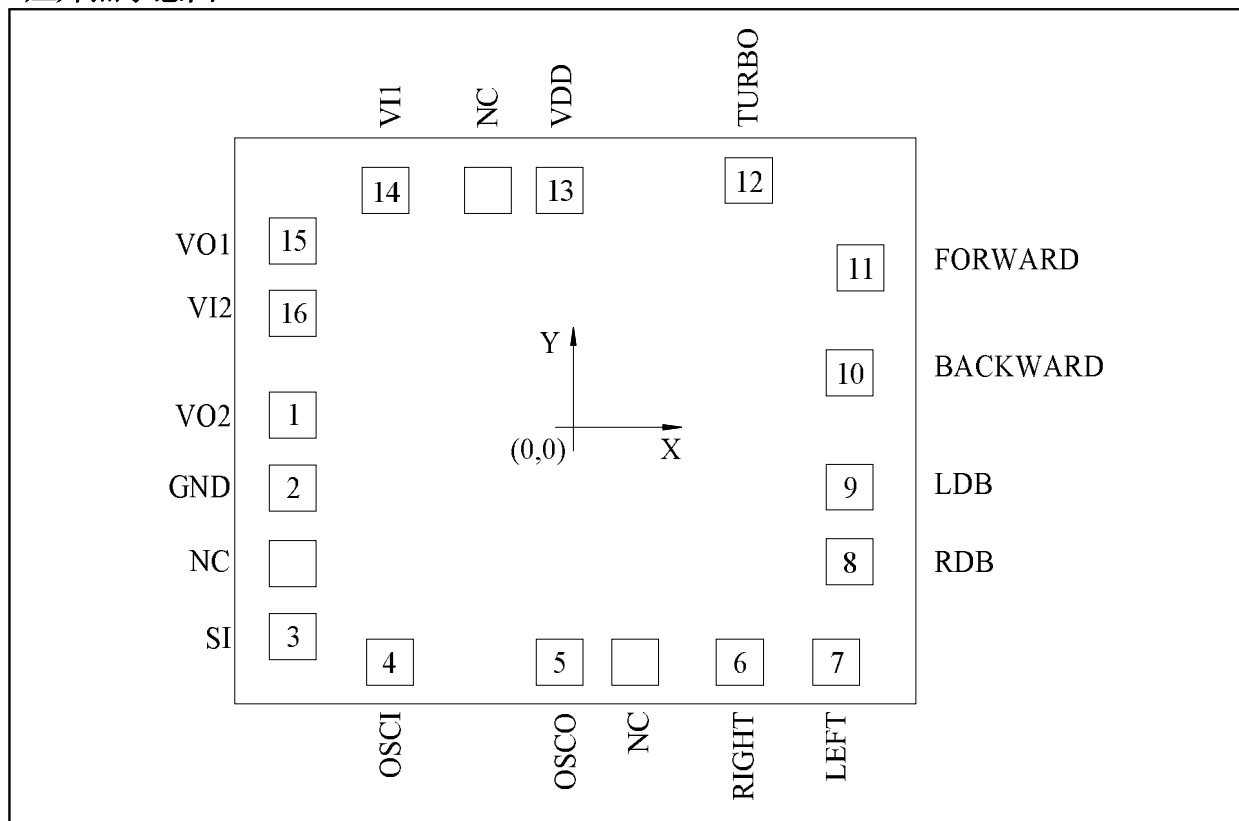 VI1
NC
VDD
TURBO
14
13
12
VO1
15
11
FORWARD
VI2
16
Y
10
BACKWARD
VO2
1
(0,0)
X
GND
2
9
LDB
NC
8
RDB
SI
3
4
5
6
7
OSCI
OSCO
NC
RIGHT
LEFT